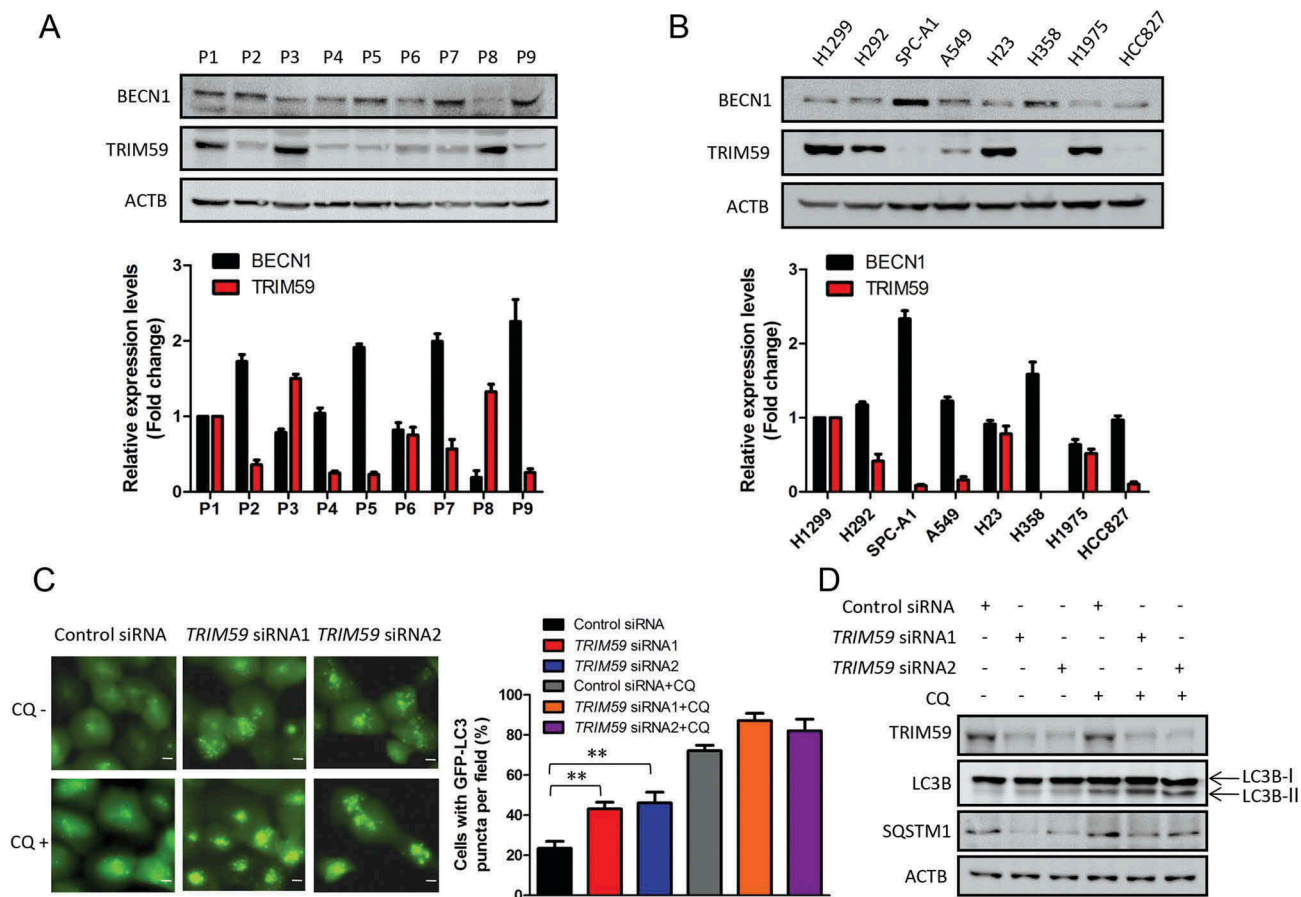 A
P1 P2 P3 P4 P5 P6 P7 P8 P9
BECN1
TRIM59
ACTB
Relative expression levels
(Fold change)
3
2
1
0
BECN1
TRIM59
P1 P2 P3 P4 P5 P6 P7 P8 P9
B
H1299 H292 SPC-A1 A549 H23 H358 H1975 HCC827
BECN1
TRIM59
ACTB
Relative expression levels
(Fold change)
3
2
1
0
BECN1
TRIM59
H1299 H292 SPC-A1 A549 H23 H358 H1975 HCC827
C
Control siRNA TRIM59 siRNA1 TRIM59 siRNA2
CQ -
CQ +
Control siRNA
TRIM59 siRNA1
TRIM59 siRNA2
Control siRNA+CQ
TRIM59 siRNA1+CQ
TRIM59 siRNA2+CQ
Cells with GFP-LC3
puncta per field (%)
100
80
60
40
20
0
**
**
D
Control siRNA + - - + - -
TRIM59 siRNA1 - + - - + -
TRIM59 siRNA2 - - + - - +
CQ - - - + + +
TRIM59
LC3B
LC3B-I
LC3B-II
SQSTM1
ACTB